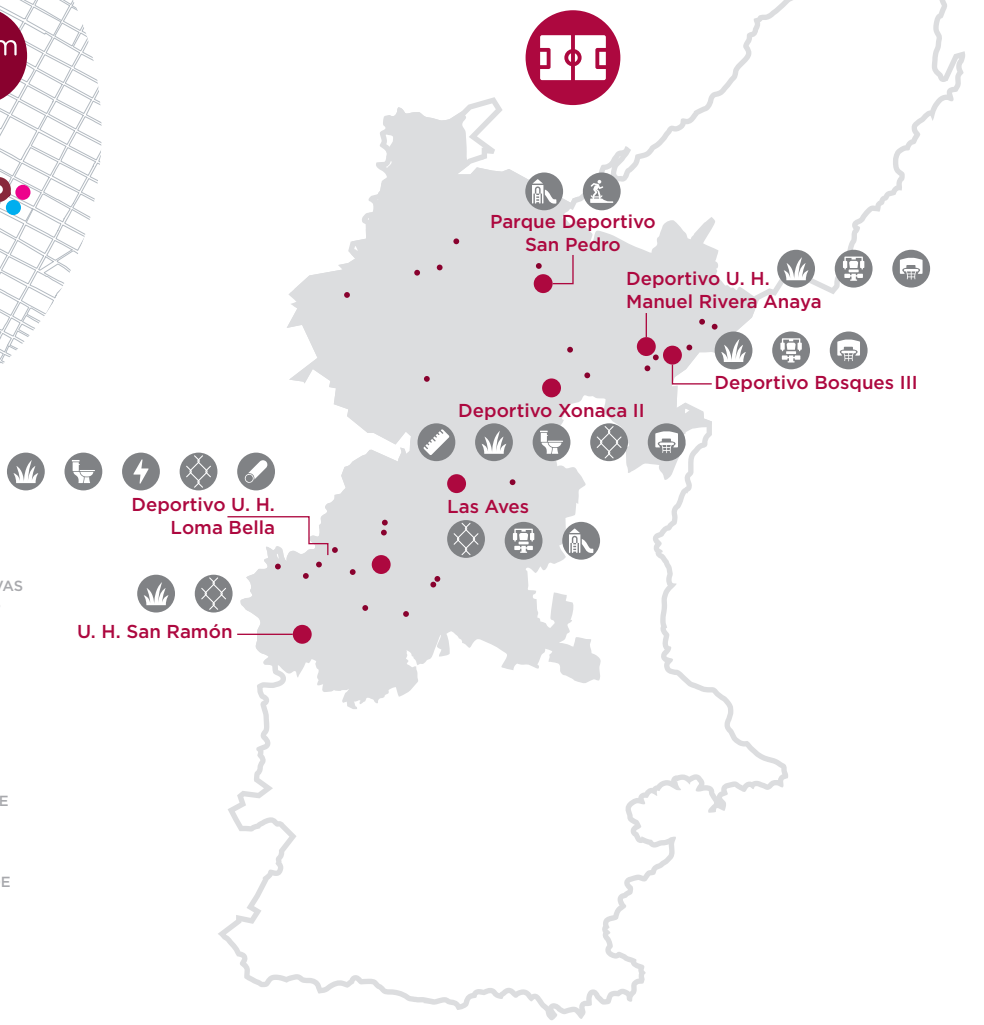 m
Parque Deportivo
San Pedro
Deportivo U. H.
Manuel Rivera Anaya
Deportivo Bosques III
Deportivo Xonaca II
Las Aves
Deportivo U. H.
Loma Bella
VAS
U. H. San Ramón
E
E